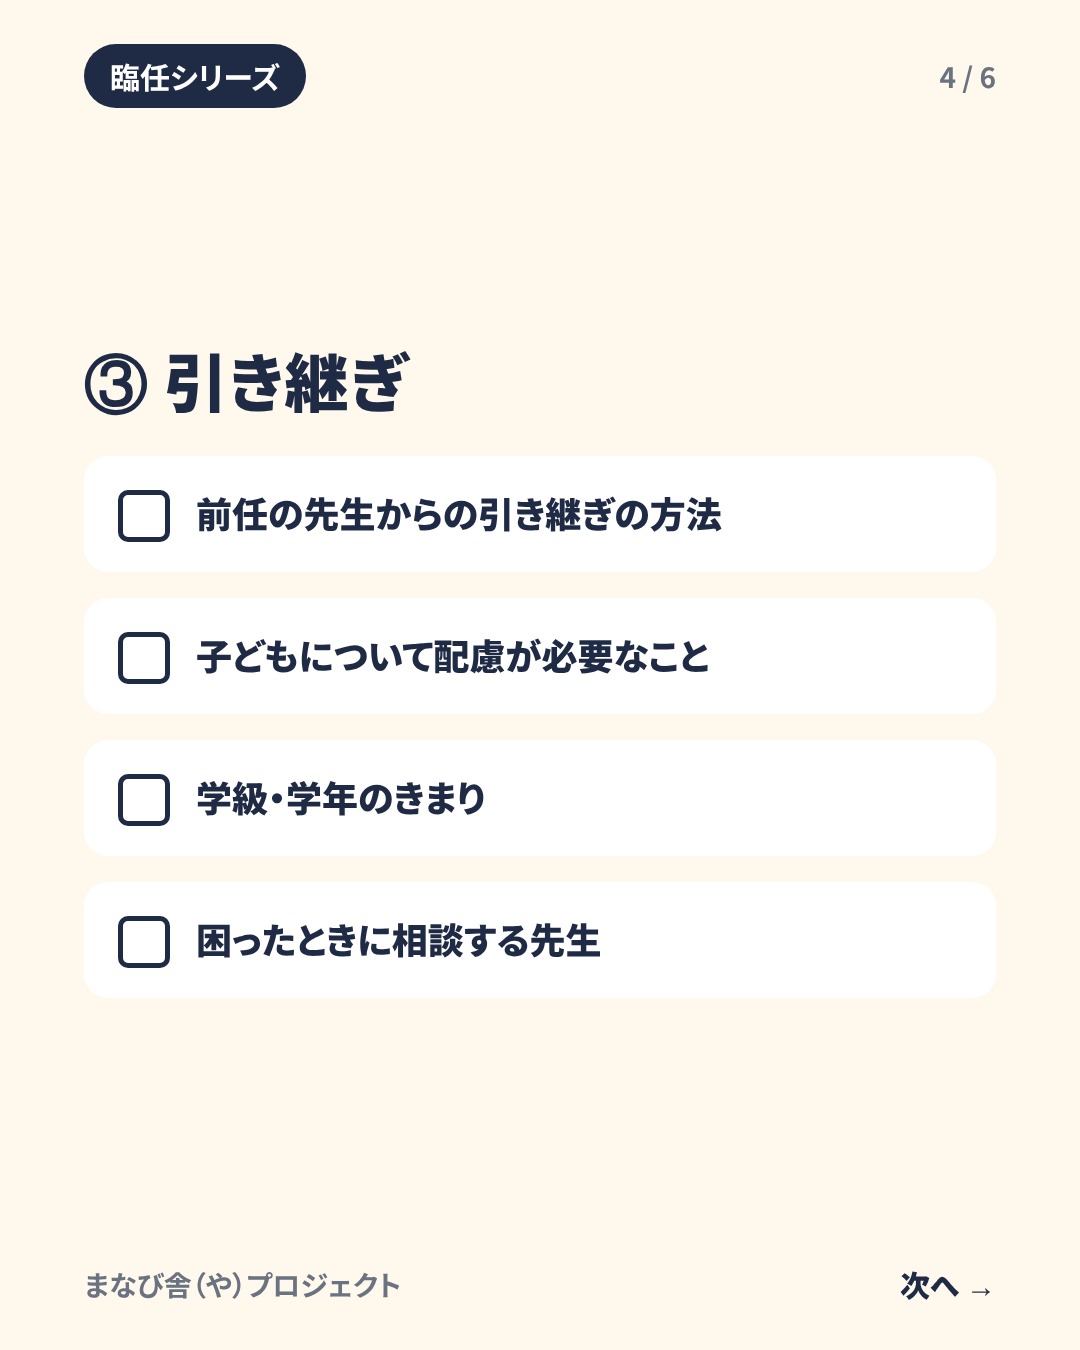 臨任シリーズ
4 / 6
③ 引き継ぎ
前任の先生からの引き継ぎの方法
子どもについて配慮が必要なこと
学級・学年のきまり
困ったときに相談する先生
まなび舎（や）プロジェクト
次へ →